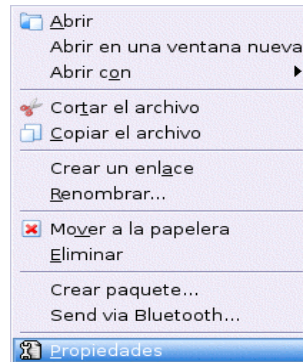 Abrir
Abrir en una ventana nueva
Abrir con
Cortar el archivo
Copiar el archivo
Crear un enlace
Renombrar...
Mover a la papelera
Eliminar
Crear paquete...
Send via Bluetooth...
Propiedades